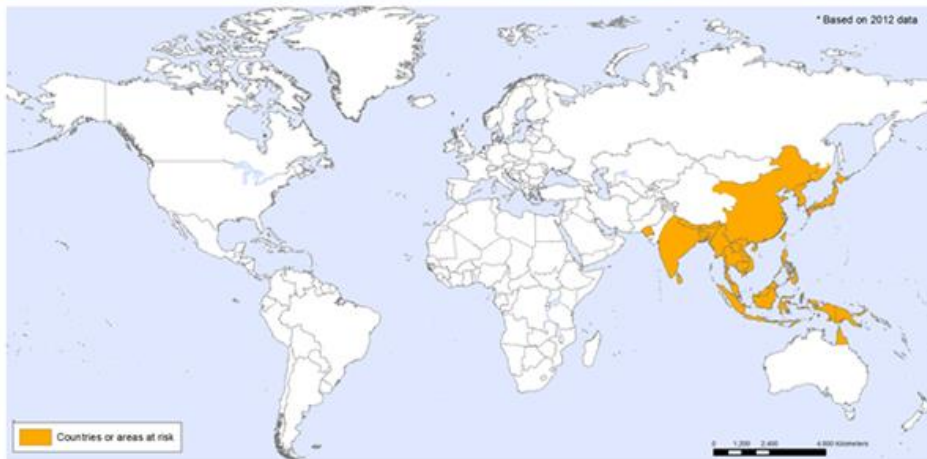 * Based on 2012 data
Countries or areas at risk
0 1,200 2,400 4,800 Kilometers